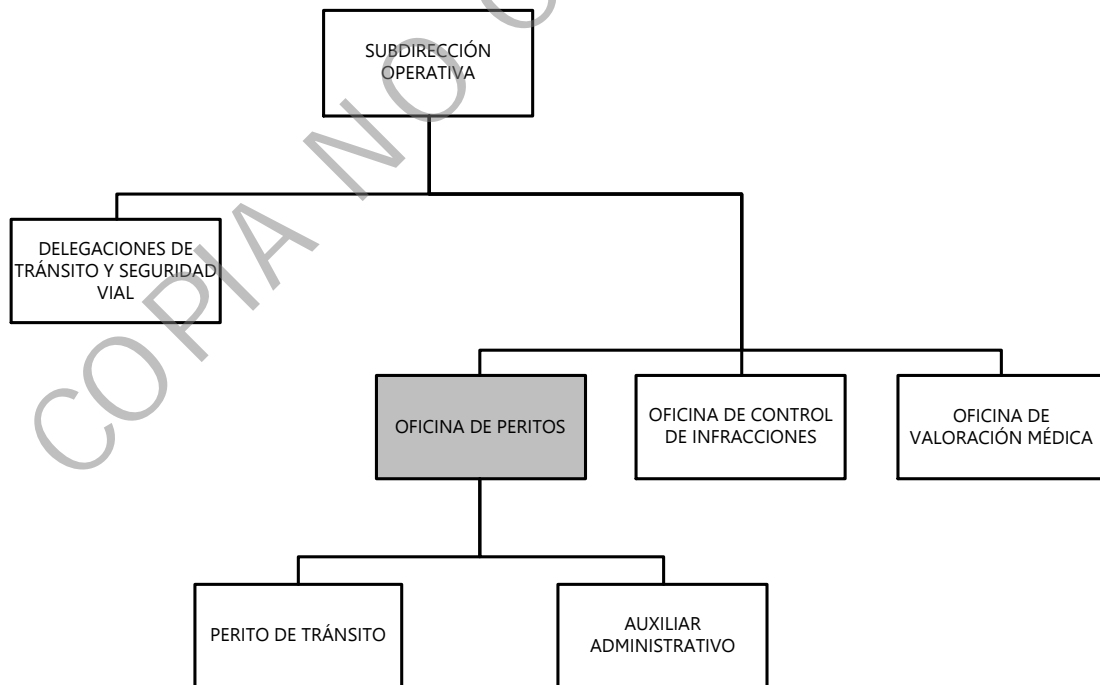 SUBDIRECCIÓN
OPERATIVA
DELEGACIONES DE
TRÁNSITO Y SEGURIDAD
VIAL
OFICINA DE PERITOS
OFICINA DE CONTROL
DE INFRACCIONES
OFICINA DE
VALORACIÓN MÉDICA
PERITO DE TRÁNSITO
AUXILIAR
ADMINISTRATIVO
COPIA NO